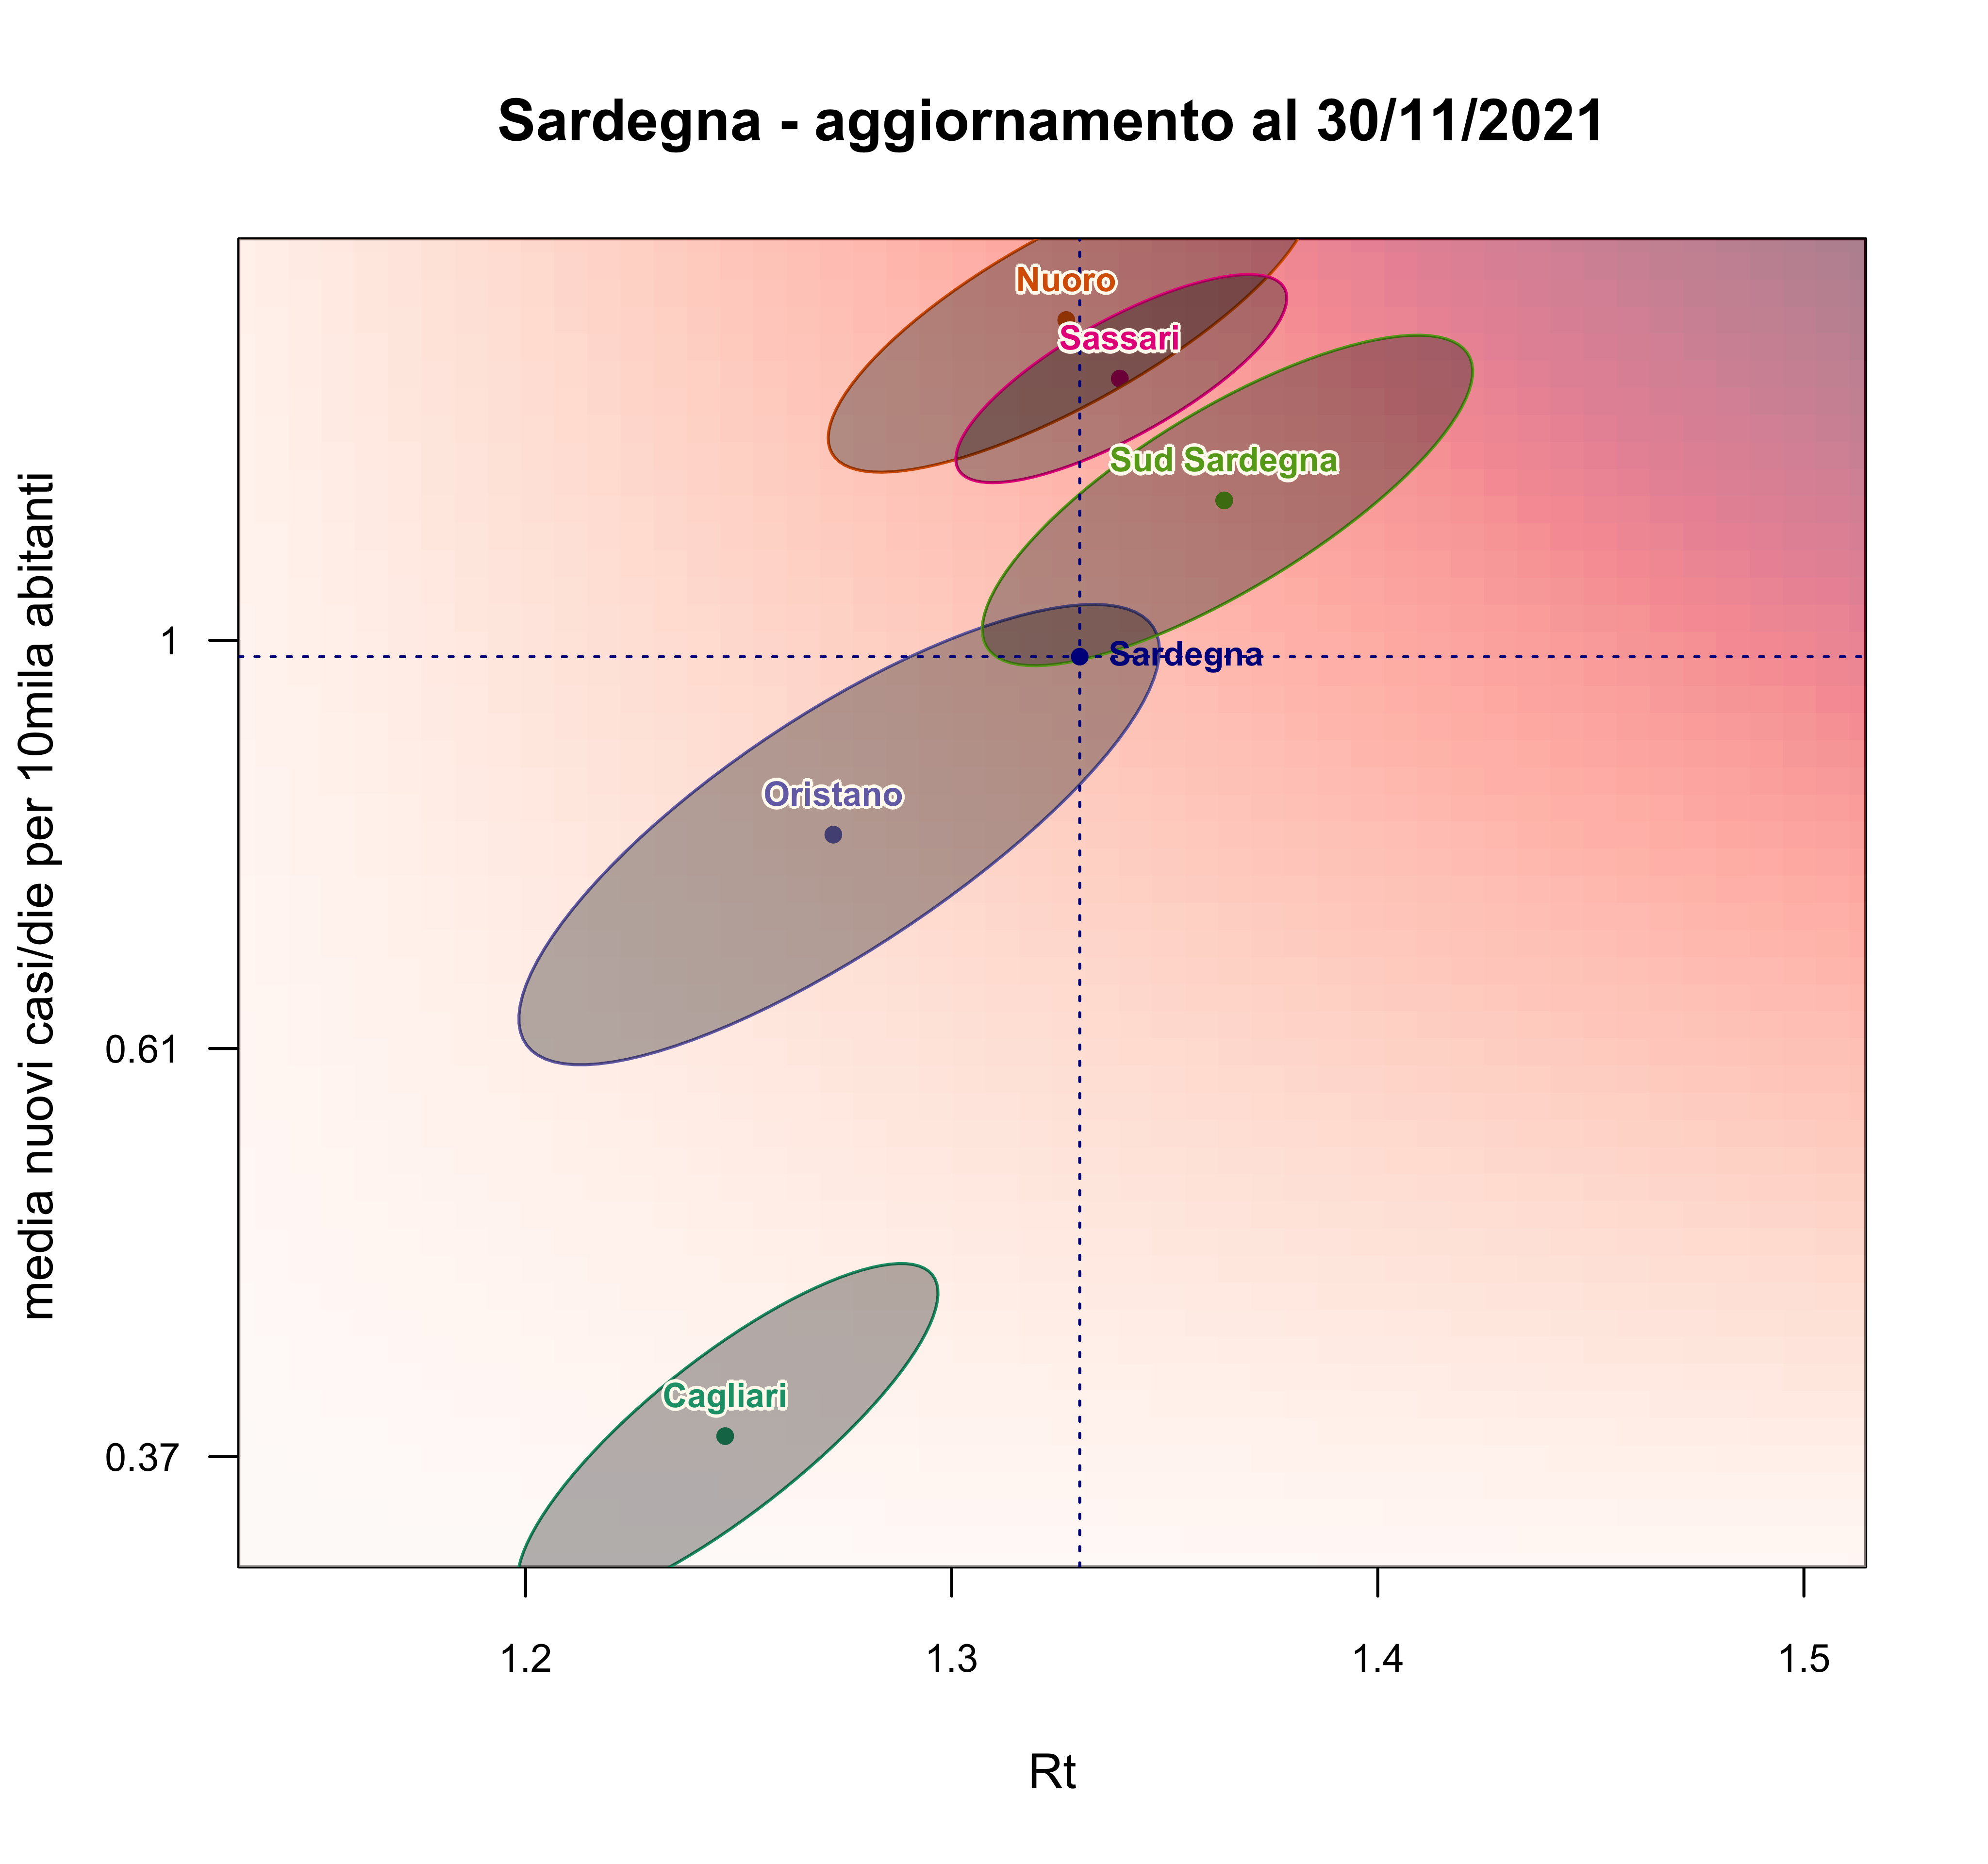 Sardegna - aggiornamento al 30/11/2021
Nuoro
Sassari
Sud Sardegna
Sardegna
Oristano
Cagliari
media nuovi casi/die per 10mila abitanti
1
0.61
0.37
1.2
1.3
1.4
1.5
Rt